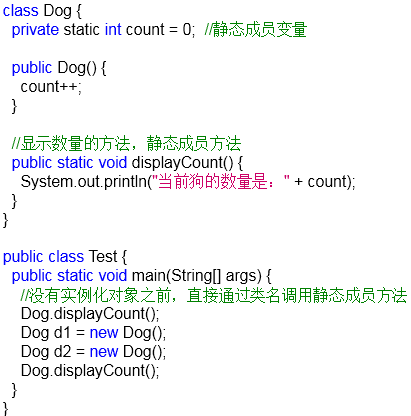 class Dog {
  private static int count = 0;  //静态成员变量
  public Dog() {
    count++;
  }
  //显示数量的方法，静态成员方法
  public static void displayCount() {
    System.out.println("当前狗的数量是：" + count);
  }
}
public class Test {
  public static void main(String[] args) {
    //没有实例化对象之前，直接通过类名调用静态成员方法
    Dog.displayCount();
    Dog d1 = new Dog();
    Dog d2 = new Dog();
    Dog.displayCount();
  }
}